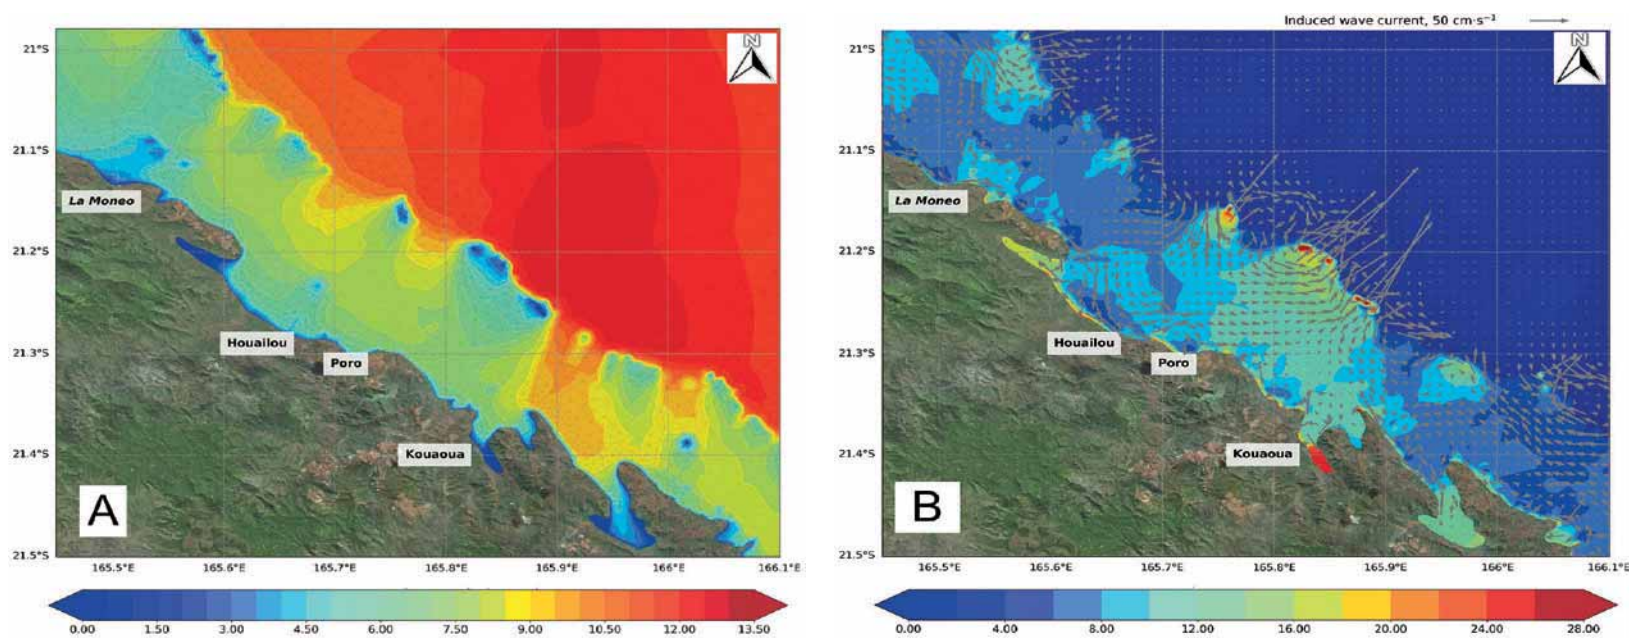 Induced wave current, 50 cm·s⁻¹
N
21°S
21.1°S
21.2°S
21.3°S
21.4°S
21.5°S
La Moneo
Houailou
Poro
Kouaoua
A
165.5°E 165.6°E 165.7°E 165.8°E 165.9°E 166°E 166.1°E
0.00 1.50 3.00 4.50 6.00 7.50 9.00 10.50 12.00 13.50
N
21°S
21.1°S
21.2°S
21.3°S
21.4°S
21.5°S
La Moneo
Houailou
Poro
Kouaoua
B
165.5°E 165.6°E 165.7°E 165.8°E 165.9°E 166°E 166.1°E
0.00 4.00 8.00 12.00 16.00 20.00 24.00 28.00